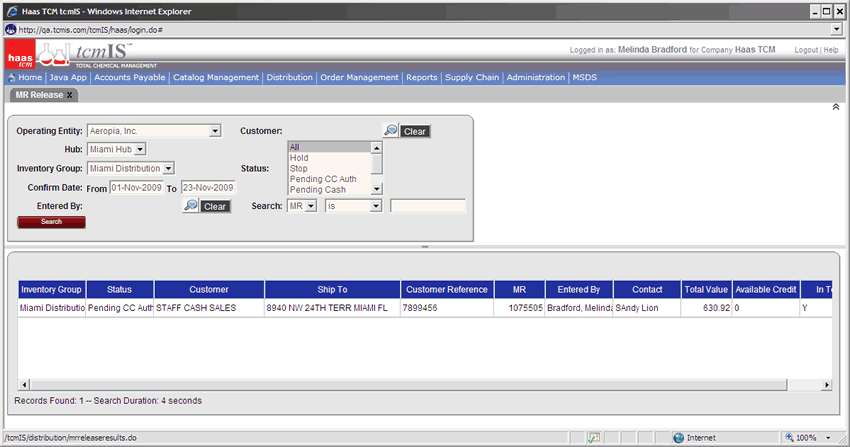 Haas TCM tcmIS - Windows Internet Explorer
http://qa.tcmis.com/tcmIS/haas/login.do#
haas tcm tcmIS™ TOTAL CHEMICAL MANAGEMENT
Logged in as: Melinda Bradford for Company Haas TCM Logout | Help
Home | Java App | Accounts Payable | Catalog Management | Distribution | Order Management | Reports | Supply Chain | Administration | MSDS
MR Release X
Operating Entity: Aeropia, Inc. Customer: Clear
Hub: Miami Hub All
Hold
Inventory Group: Miami Distribution Status: Stop
Pending CC Auth
Confirm Date: From 01-Nov-2009 To 23-Nov-2009 Pending Cash
Entered By: Clear Search: MR is
Search
Inventory Group Status Customer Ship To Customer Reference MR Entered By Contact Total Value Available Credit In Te
Miami Distributio Pending CC Auth STAFF CASH SALES 8940 NW 24TH TERR MIAMI FL 7899456 1075505 Bradford, Melinda SAndy Lion 630.92 0 Y
Records Found: 1 -- Search Duration: 4 seconds
/tcmIS/distribution/mrreleaseresults.do Internet 100%